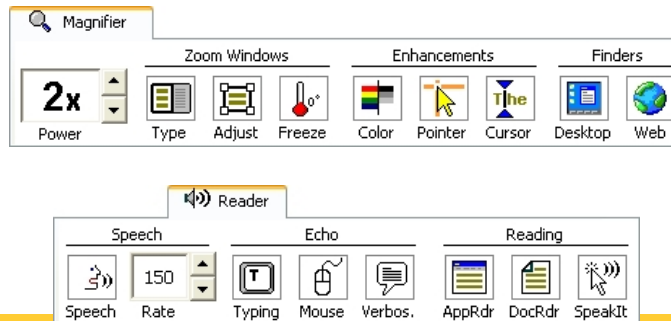 Magnifier
Zoom Windows Enhancements Finders
2x T|he
Power Type Adjust Freeze Color Pointer Cursor Desktop Web
Reader
Speech Echo Reading
150 T
Speech Rate Typing Mouse Verbos. AppRdr DocRdr SpeakIt